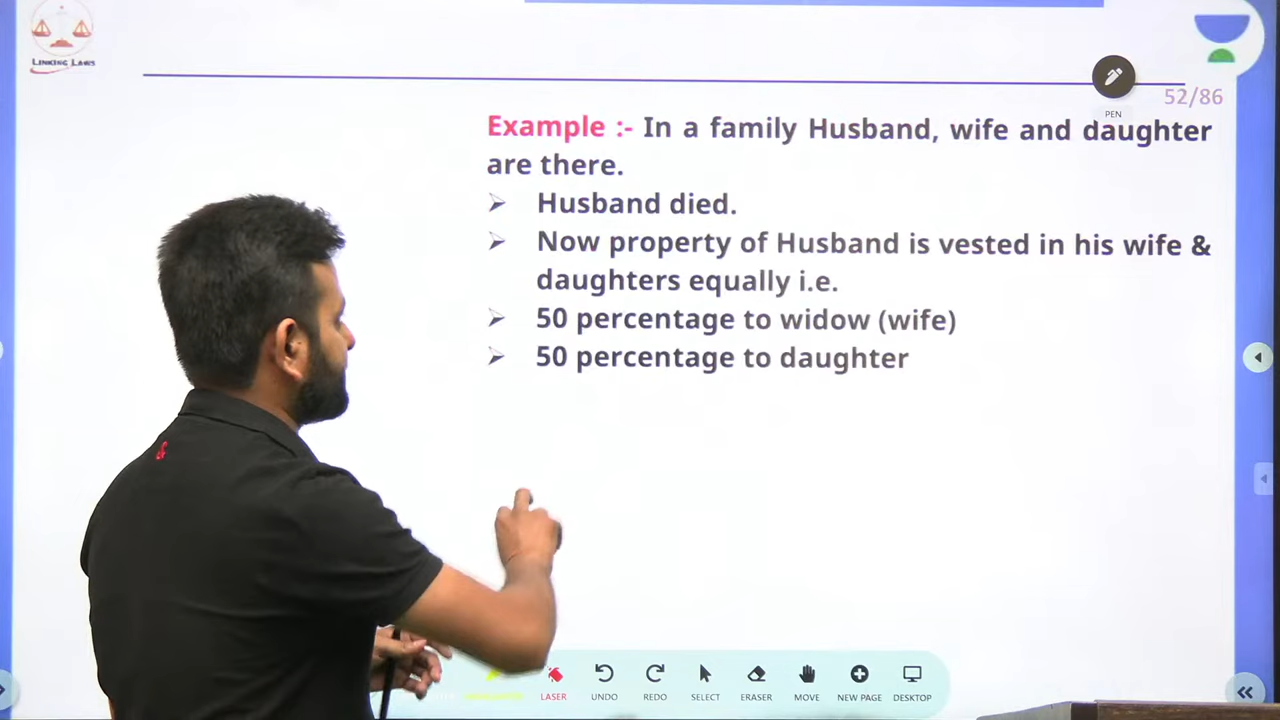 LINKING LAWS
PEN
52/86
Example :- In a family Husband, wife and daughter
are there.
➢ Husband died.
➢ Now property of Husband is vested in his wife &
daughters equally i.e.
➢ 50 percentage to widow (wife)
➢ 50 percentage to daughter
LASER UNDO REDO SELECT ERASER MOVE NEW PAGE DESKTOP